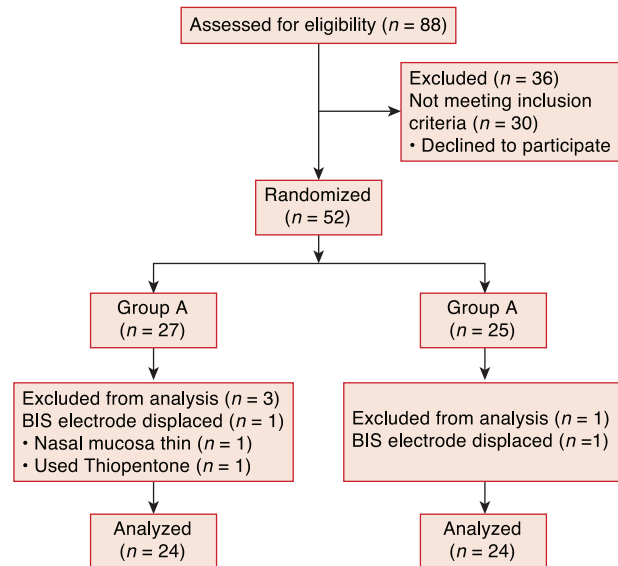 Assessed for eligibility (n = 88)
Excluded (n = 36)
Not meeting inclusion
criteria (n = 30)
• Declined to participate
Randomized
(n = 52)
Group A
(n = 27)
Group A
(n = 25)
Excluded from analysis (n = 3)
BIS electrode displaced (n = 1)
• Nasal mucosa thin (n = 1)
• Used Thiopentone (n = 1)
Excluded from analysis (n = 1)
BIS electrode displaced (n =1)
Analyzed
(n = 24)
Analyzed
(n = 24)